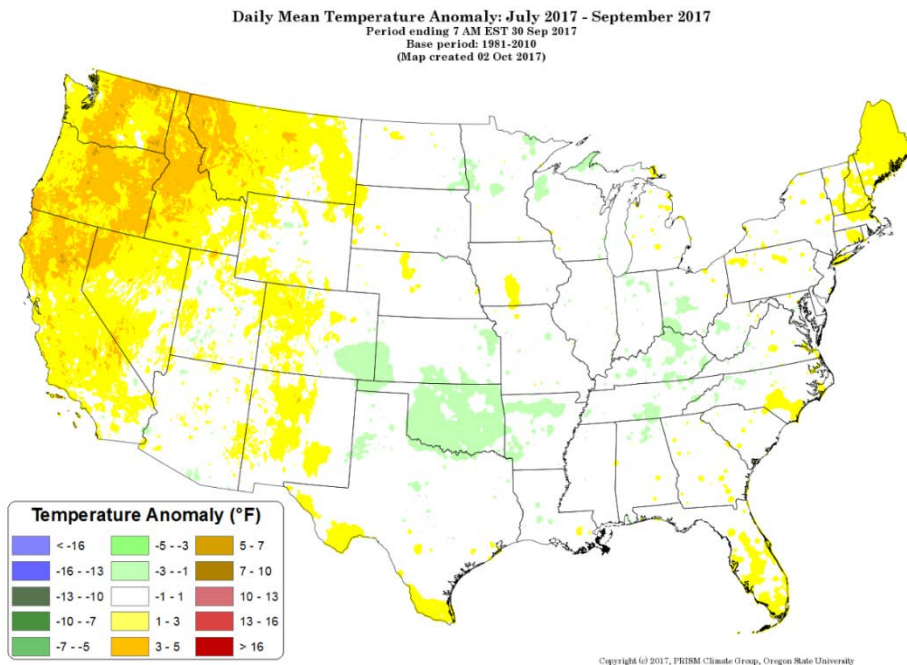 Daily Mean Temperature Anomaly: July 2017 - September 2017
Period ending 7 AM EST 30 Sep 2017
Base period: 1981-2010
(Map created 02 Oct 2017)
Temperature Anomaly (°F)
< -16
-5 - -3
5 - 7
-16 - -13
-3 - -1
7 - 10
-13 - -10
-1 - 1
10 - 13
-10 - -7
1 - 3
13 - 16
-7 - -5
3 - 5
> 16
Copyright (c) 2017, PRISM Climate Group, Oregon State University